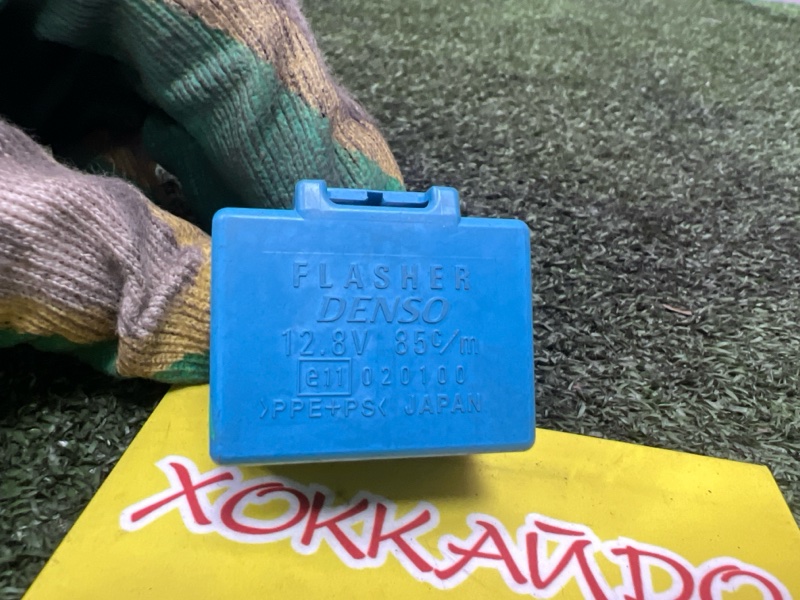 FLASHER
DENSO
12.8V 85c/m
e11 020100
>PPE+PS< JAPAN
ХОККАЙДО